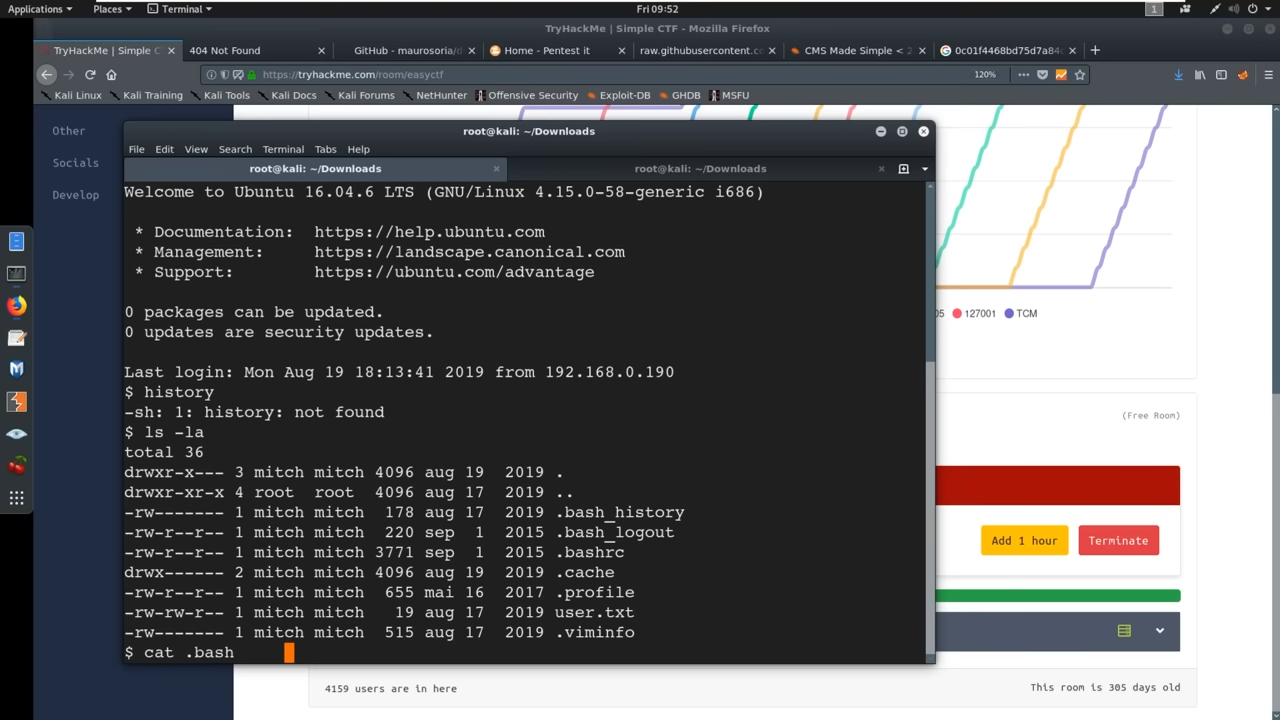 Applications Places Terminal Fri 09:52 1
TryHackMe | Simple CTF - Mozilla Firefox
TryHackMe | Simple C 404 Not Found GitHub - maurosoria/d Home - Pentest it raw.githubusercontent.c CMS Made Simple < 2 0c01f4468bd75d7a84
https://tryhackme.com/room/easyctf 120%
Kali Linux Kali Training Kali Tools Kali Docs Kali Forums NetHunter Offensive Security Exploit-DB GHDB MSFU
Other
Socials
Develop
root@kali: ~/Downloads
File Edit View Search Terminal Tabs Help
root@kali: ~/Downloads root@kali: ~/Downloads
Welcome to Ubuntu 16.04.6 LTS (GNU/Linux 4.15.0-58-generic i686)
* Documentation: https://help.ubuntu.com
* Management: https://landscape.canonical.com
* Support: https://ubuntu.com/advantage
0 packages can be updated.
0 updates are security updates.
Last login: Mon Aug 19 18:13:41 2019 from 192.168.0.190
$ history
-sh: 1: history: not found
$ ls -la
total 36
drwxr-x--- 3 mitch mitch 4096 aug 19 2019 .
drwxr-xr-x 4 root root 4096 aug 17 2019 ..
-rw------- 1 mitch mitch 178 aug 17 2019 .bash_history
-rw-r--r-- 1 mitch mitch 220 sep 1 2015 .bash_logout
-rw-r--r-- 1 mitch mitch 3771 sep 1 2015 .bashrc
drwx------ 2 mitch mitch 4096 aug 19 2019 .cache
-rw-r--r-- 1 mitch mitch 655 mai 16 2017 .profile
-rw-rw-r-- 1 mitch mitch 19 aug 17 2019 user.txt
-rw------- 1 mitch mitch 515 aug 17 2019 .viminfo
$ cat .bash
05 127001 TCM
(Free Room)
Add 1 hour Terminate
4159 users are in here This room is 305 days old